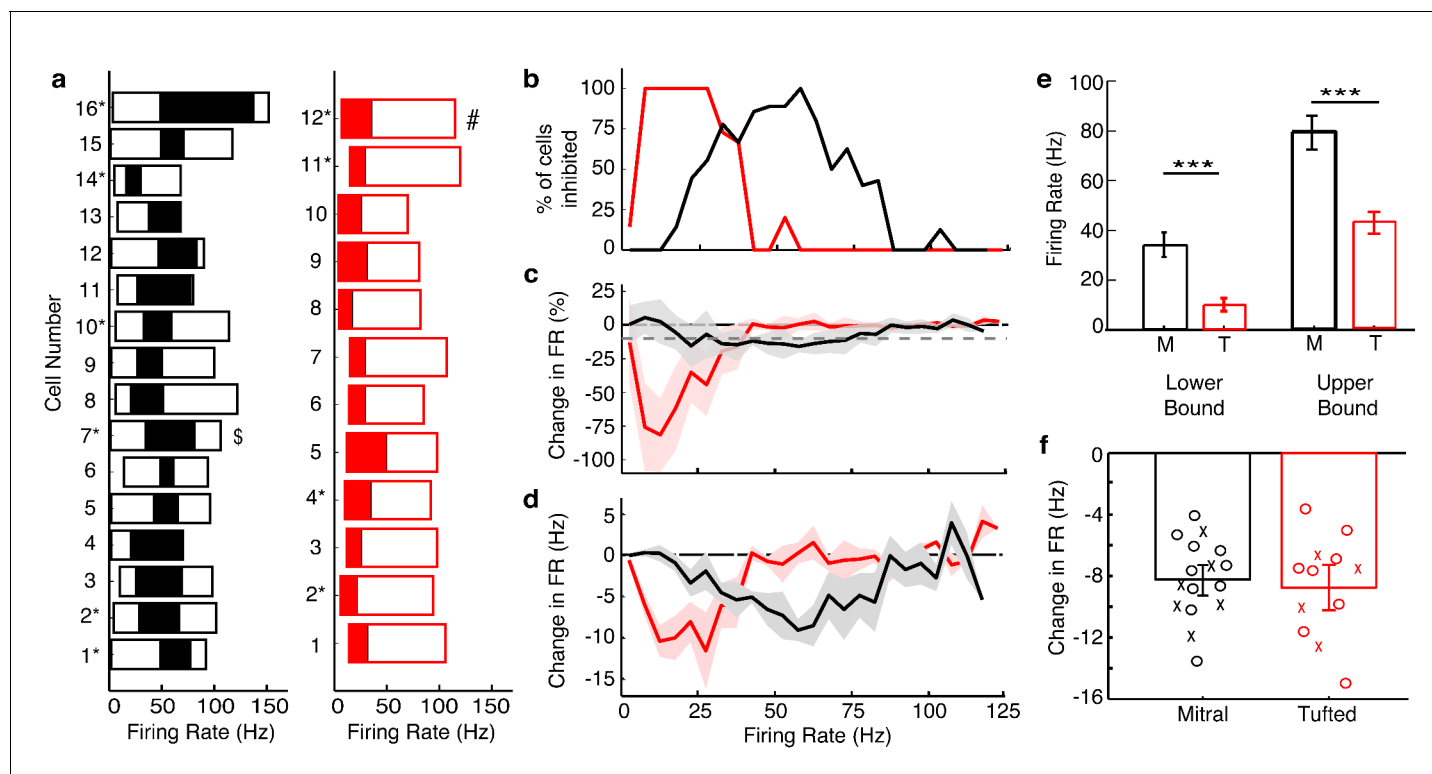 a
Cell Number
16*
15
14*
13
12
11
10*
9
8
7*
$
6
5
4
3
2*
1*
0 50 100 150
Firing Rate (Hz)
12*
#
11*
10
9
8
7
6
5
4*
3
2*
1
0 50 100 150
Firing Rate (Hz)
b
% of cells
inhibited
100
75
50
25
0
c
Change in FR (%)
25
0
-25
-50
-75
-100
d
Change in FR (Hz)
5
0
-5
-10
-15
0 25 50 75 100 125
Firing Rate (Hz)
e
Firing Rate (Hz)
100
80
60
40
20
0
***
***
M T M T
Lower
Bound
Upper
Bound
f
Change in FR (Hz)
0
-4
-8
-12
-16
Mitral Tufted